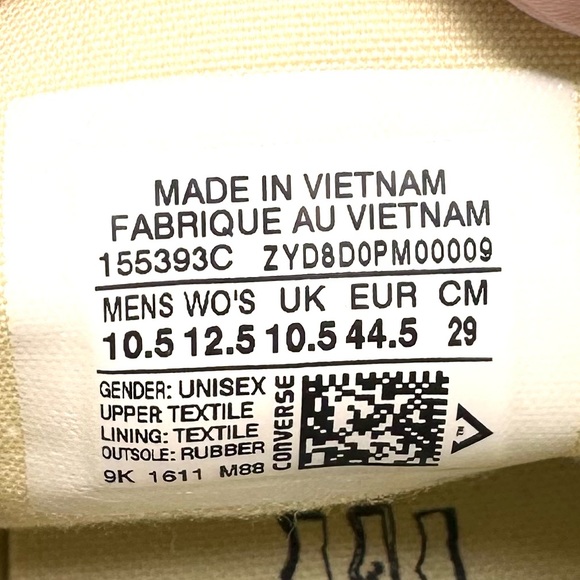 MADE IN VIETNAM
FABRIQUE AU VIETNAM
155393C ZYD8D0PM00009
MENS WO'S UK EUR CM
10.5 12.5 10.5 44.5 29
GENDER: UNISEX
UPPER TEXTILE
LINING: TEXTILE
OUTSOLE: RUBBER
9K 1611 M88
CONVERSE